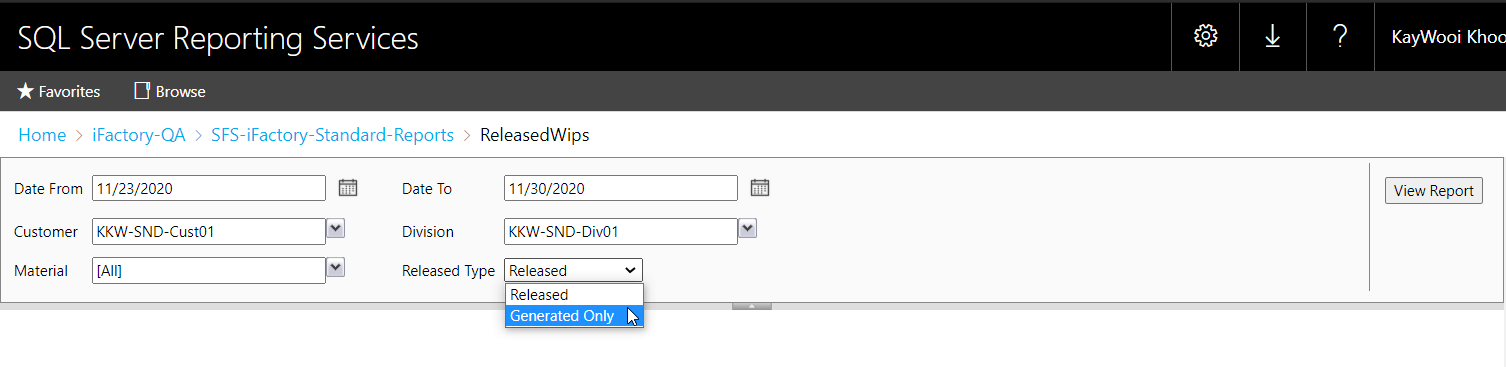 SQL Server Reporting Services
?
KayWooi Khoo
Favorites Browse
Home > iFactory-QA > SFS-iFactory-Standard-Reports > ReleasedWips
Date From 11/23/2020 Date To 11/30/2020 View Report
Customer KKW-SND-Cust01 Division KKW-SND-Div01
Material [All] Released Type Released
Released
Generated Only